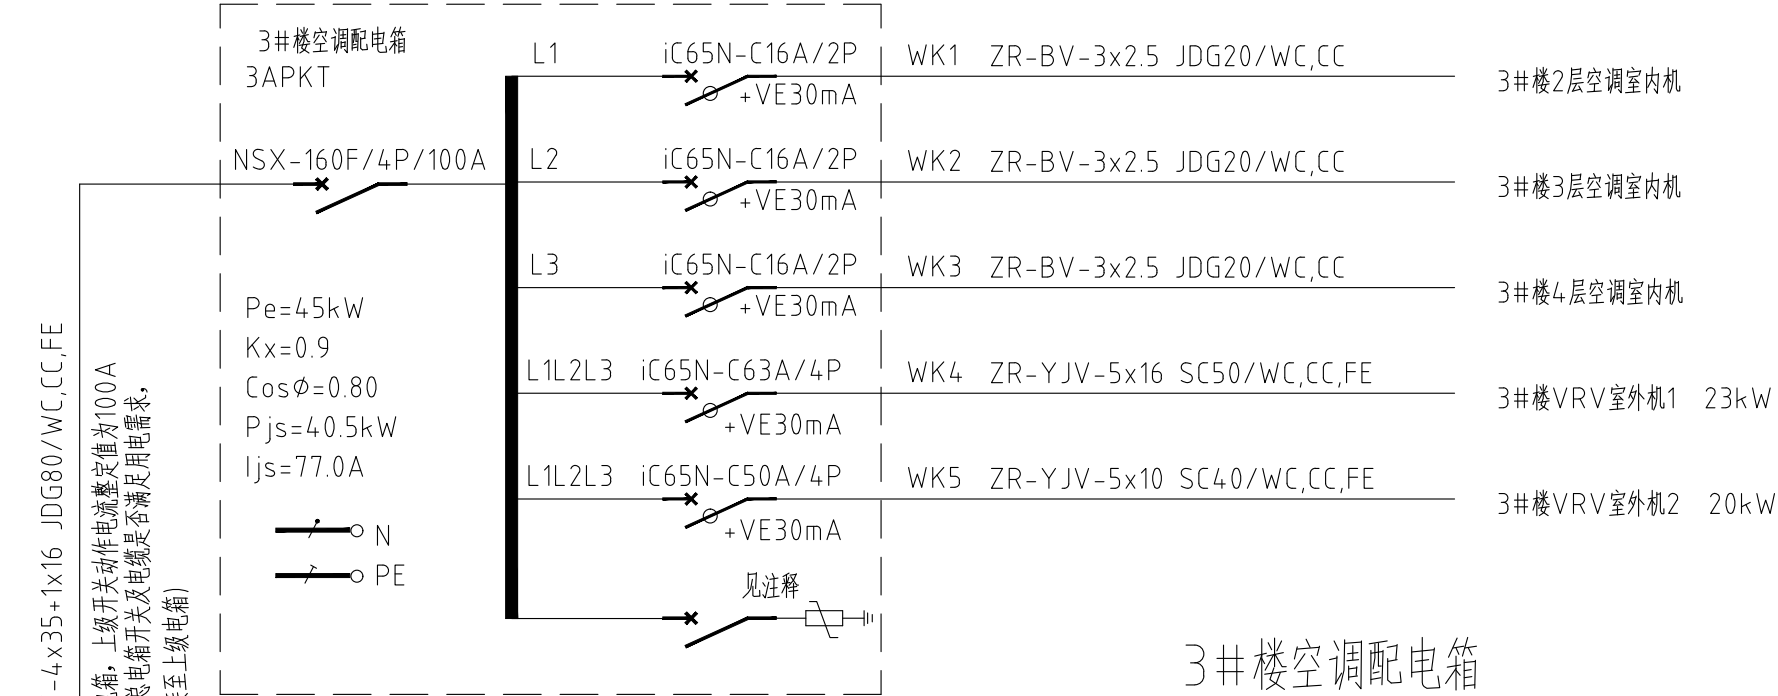 3#楼空调配电箱
3APKT
NSX-160F/4P/100A
Pe=45kW
Kx=0.9
CosØ=0.80
Pjs=40.5kW
Ijs=77.0A
N
PE
L1 iC65N-C16A/2P WK1 ZR-BV-3x2.5 JDG20/WC,CC
+VE30mA
3#楼2层空调室内机
L2 iC65N-C16A/2P WK2 ZR-BV-3x2.5 JDG20/WC,CC
+VE30mA
3#楼3层空调室内机
L3 iC65N-C16A/2P WK3 ZR-BV-3x2.5 JDG20/WC,CC
+VE30mA
3#楼4层空调室内机
L1L2L3 iC65N-C63A/4P WK4 ZR-YJV-5x16 SC50/WC,CC,FE
+VE30mA
3#楼VRV室外机1 23kW
L1L2L3 iC65N-C50A/4P WK5 ZR-YJV-5x10 SC40/WC,CC,FE
+VE30mA
3#楼VRV室外机2 20kW
见注释
3#楼空调配电箱
-4x35+1x16 JDG80/WC,CC,FE
电箱，上级开关动作电流整定值为100A
总电箱开关及电缆是否满足用电需求，
至上级电箱)